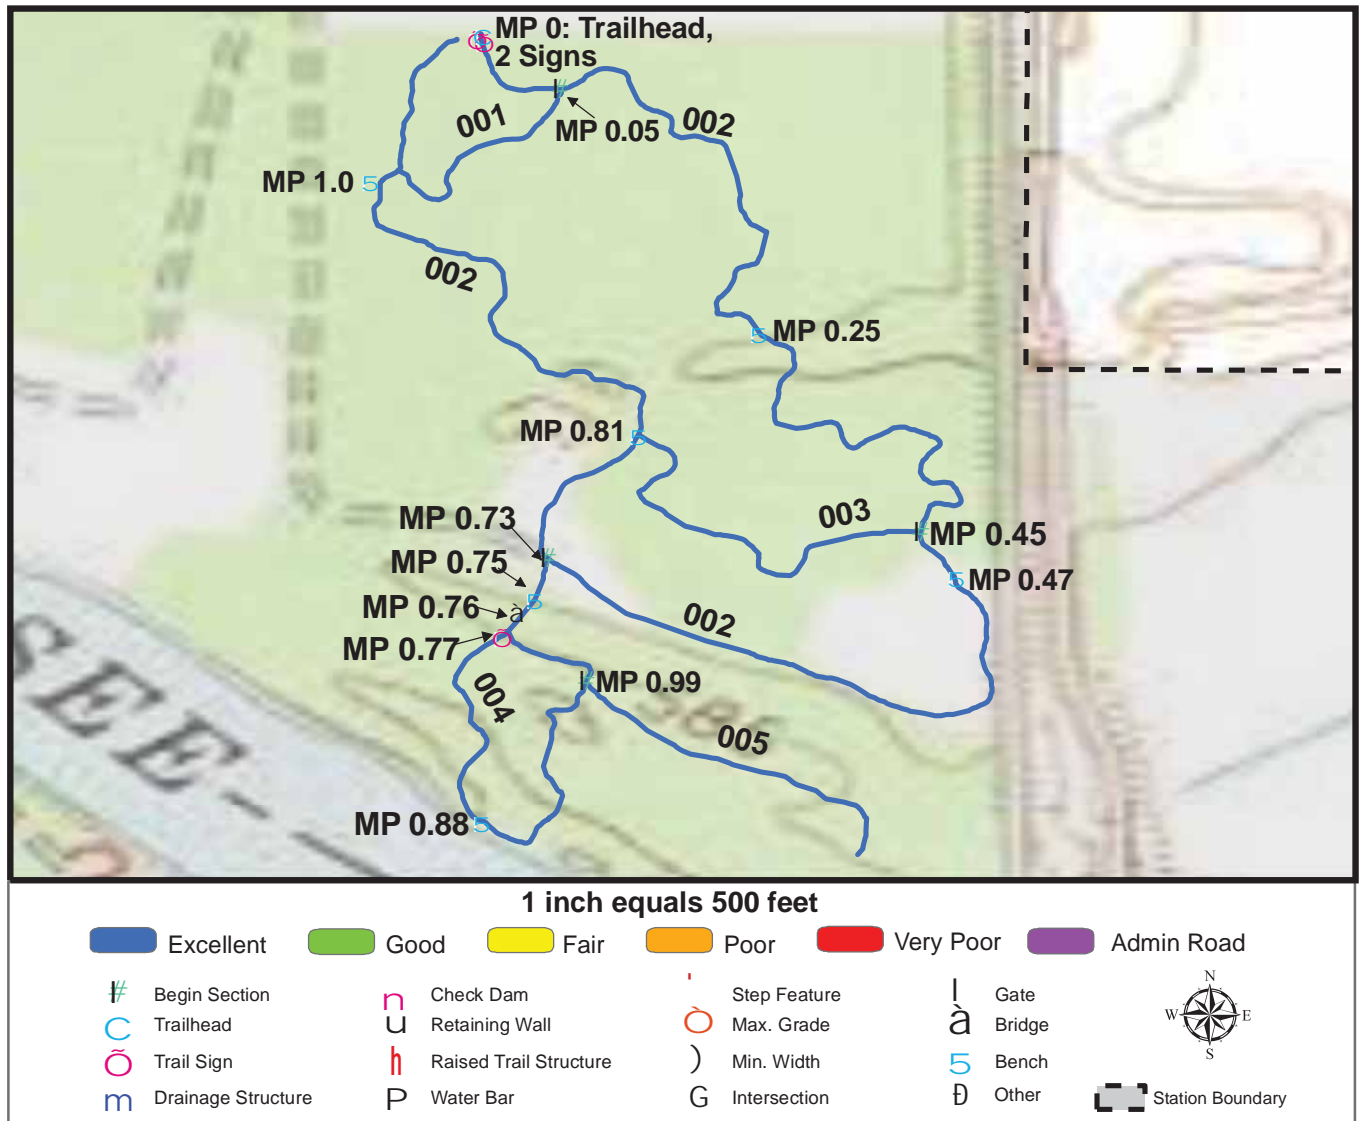 MP 0: Trailhead,
2 Signs
001
MP 0.05
002
MP 1.0
002
MP 0.25
MP 0.81
003
MP 0.73
MP 0.45
MP 0.75
MP 0.47
MP 0.76
à
002
MP 0.77
004
MP 0.99
005
MP 0.88
SEE
585
1 inch equals 500 feet
Excellent Good Fair Poor Very Poor Admin Road
# Begin Section n Check Dam ' Step Feature l Gate
C Trailhead u Retaining Wall Ò Max. Grade à Bridge
Õ Trail Sign h Raised Trail Structure ) Min. Width 5 Bench
m Drainage Structure P Water Bar G Intersection Ð Other Station Boundary
N
W E
S